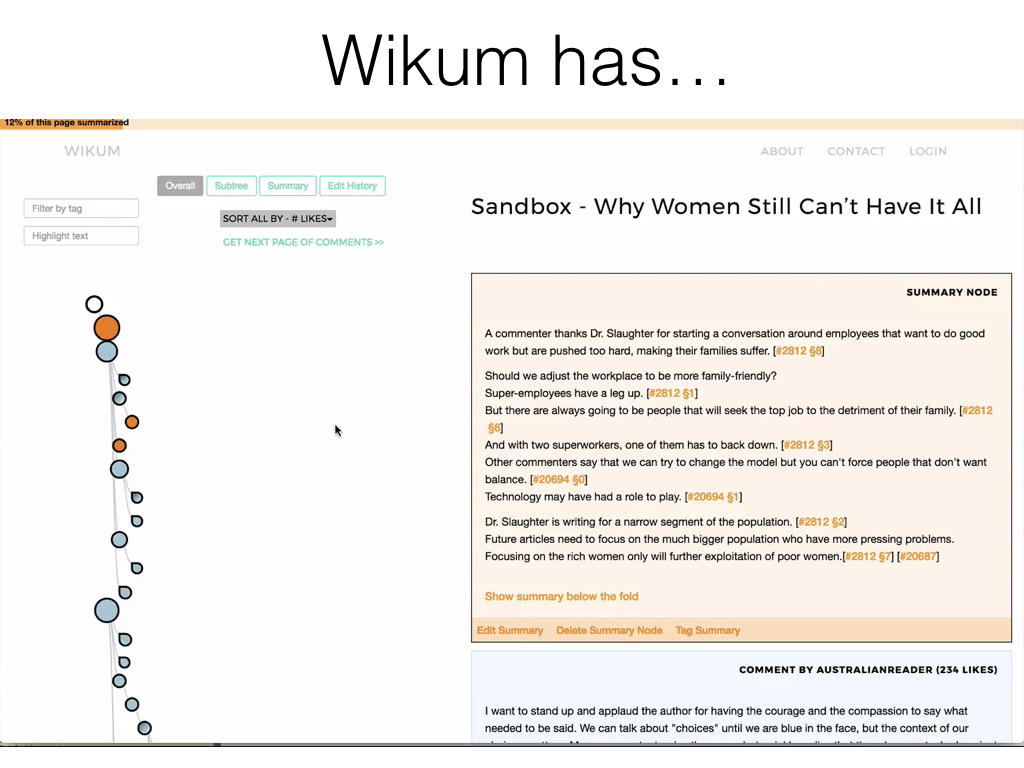 Wikum has…
12% of this page summarized
WIKUM
ABOUT CONTACT LOGIN
Overall Subtree Summary Edit History
Filter by tag
Highlight text
SORT ALL BY - # LIKES
GET NEXT PAGE OF COMMENTS >>
Sandbox - Why Women Still Can’t Have It All
SUMMARY NODE
A commenter thanks Dr. Slaughter for starting a conversation around employees that want to do good
work but are pushed too hard, making their families suffer. [#2812 §8]
Should we adjust the workplace to be more family-friendly?
Super-employees have a leg up. [#2812 §1]
But there are always going to be people that will seek the top job to the detriment of their family. [#2812
§6]
And with two superworkers, one of them has to back down. [#2812 §3]
Other commenters say that we can try to change the model but you can't force people that don't want
balance. [#20694 §0]
Technology may have had a role to play. [#20694 §1]
Dr. Slaughter is writing for a narrow segment of the population. [#2812 §2]
Future articles need to focus on the much bigger population who have more pressing problems.
Focusing on the rich women only will further exploitation of poor women.[#2812 §7] [#20687]
Show summary below the fold
Edit Summary Delete Summary Node Tag Summary
COMMENT BY AUSTRALIANREADER (234 LIKES)
I want to stand up and applaud the author for having the courage and the compassion to say what
needed to be said. We can talk about "choices" until we are blue in the face, but the context of our